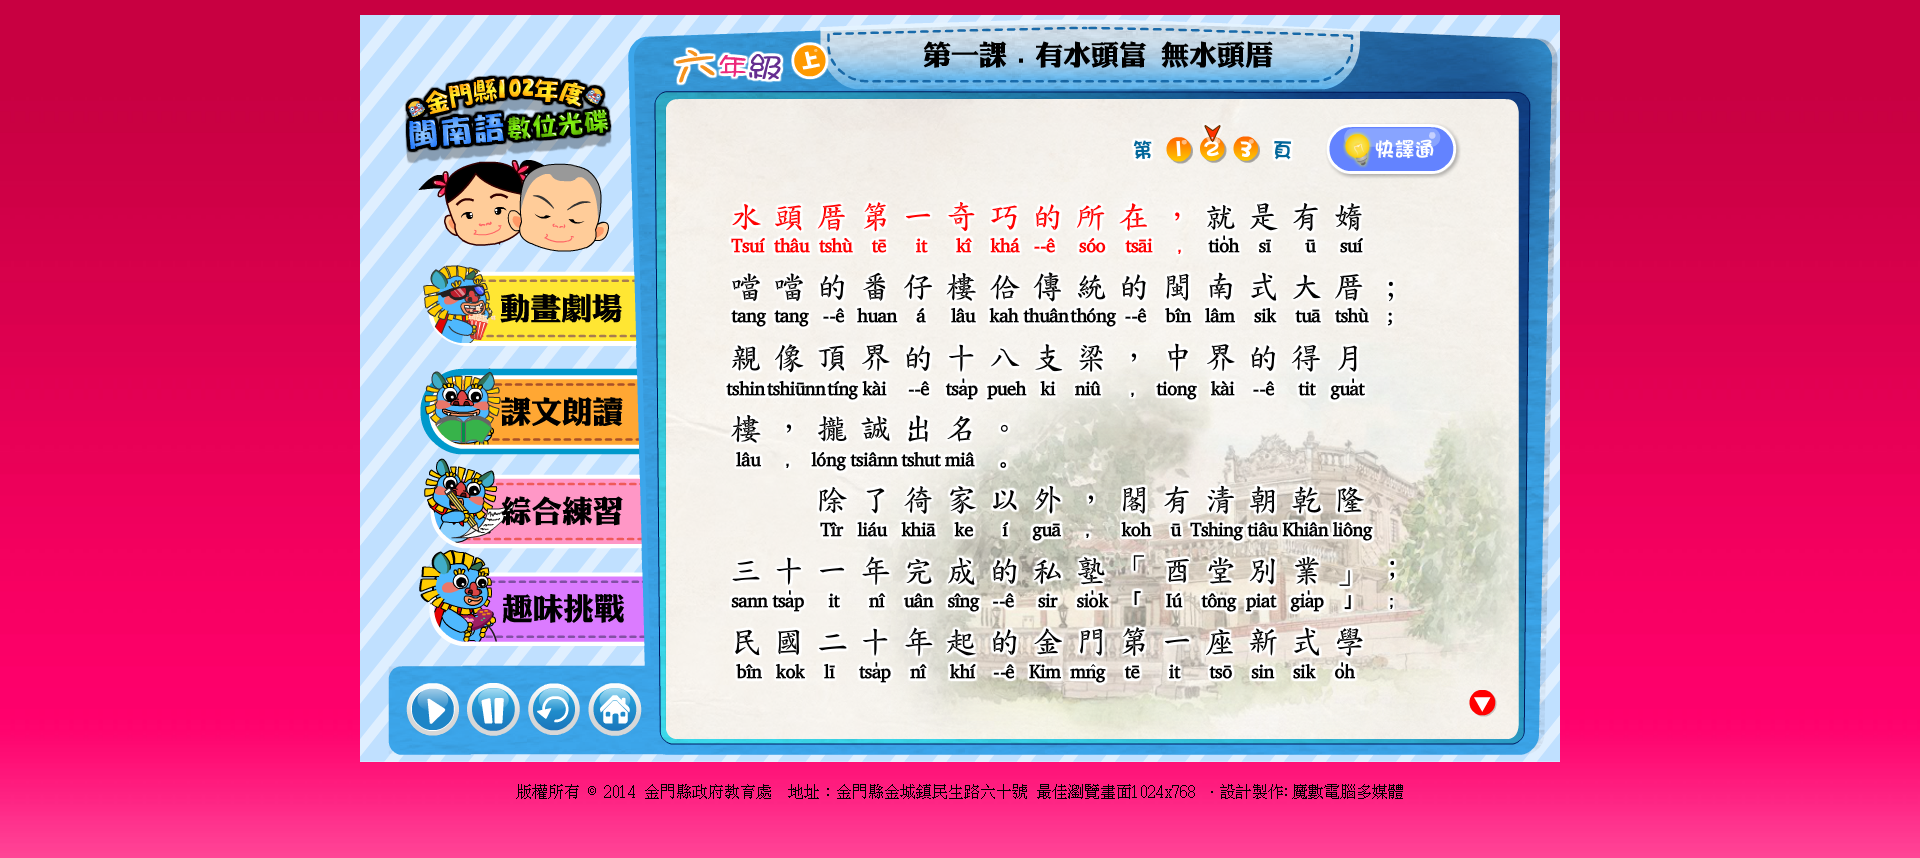 六年級 上
第一課．有水頭富 無水頭厝
金門縣102年度
閩南語數位光碟
第 1 2 3 頁
快譯通
動畫劇場
課文朗讀
綜合練習
趣味挑戰
水頭厝第一奇巧的所在，就是有婿
Tsuí thâu tshù tē it kî khá --ê sóo tsāi , tio̍h sī ū suí
噹噹的番仔樓佮傳統的閩南式大厝；
tang tang --ê huan á lâu kah thuân thóng --ê bîn lâm sik tuā tshù ;
親像頂界的十八支梁，中界的得月
tshin tshiūnn tíng kài --ê tsa̍p pueh ki niû , tiong kài --ê tit gua̍t
樓，攏誠出名。
lâu , lóng tsiânn tshut miâ 。
除了徛家以外，閣有清朝乾隆
Tîr liáu khiā ke í guā , koh ū Tshing tiâu Khiân liông
三十一年完成的私塾「酉堂別業」；
sann tsa̍p it nî uân sîng --ê sir sio̍k「 Iú tông piat gia̍p 」 ;
民國二十年起的金門第一座新式學
bîn kok lī tsa̍p nî khí --ê Kim mn̂g tē it tsō sin sik o̍h
版權所有 © 2014 金門縣政府教育處 地址：金門縣金城鎮民生路六十號 最佳瀏覽畫面1024x768 ．設計製作:魔數電腦多媒體